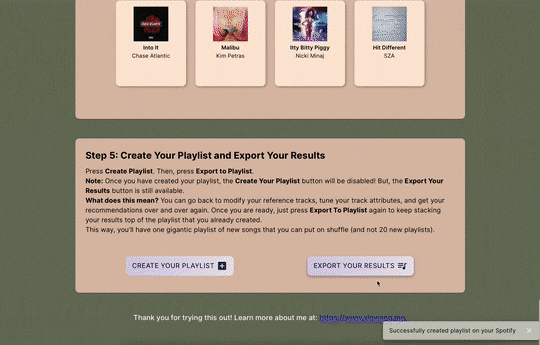 Into It
Chase Atlantic
Malibu
Kim Petras
Itty Bitty Piggy
Nicki Minaj
Hit Different
SZA
Step 5: Create Your Playlist and Export Your Results
Press Create Playlist. Then, press Export to Playlist.
Note: Once you have created your playlist, the Create Your Playlist button will be disabled! But, the Export Your
Results button is still available.
What does this mean? You can go back to modify your reference tracks, tune your track attributes, and get your
recommendations over and over again. Once you are ready, just press Export To Playlist again to keep stacking
your results top of the playlist that you already created.
This way, you'll have one gigantic playlist of new songs that you can put on shuffle (and not 20 new playlists).
CREATE YOUR PLAYLIST
EXPORT YOUR RESULTS
Thank you for trying this out! Learn more about me at:
Successfully created playlist on your Spotify